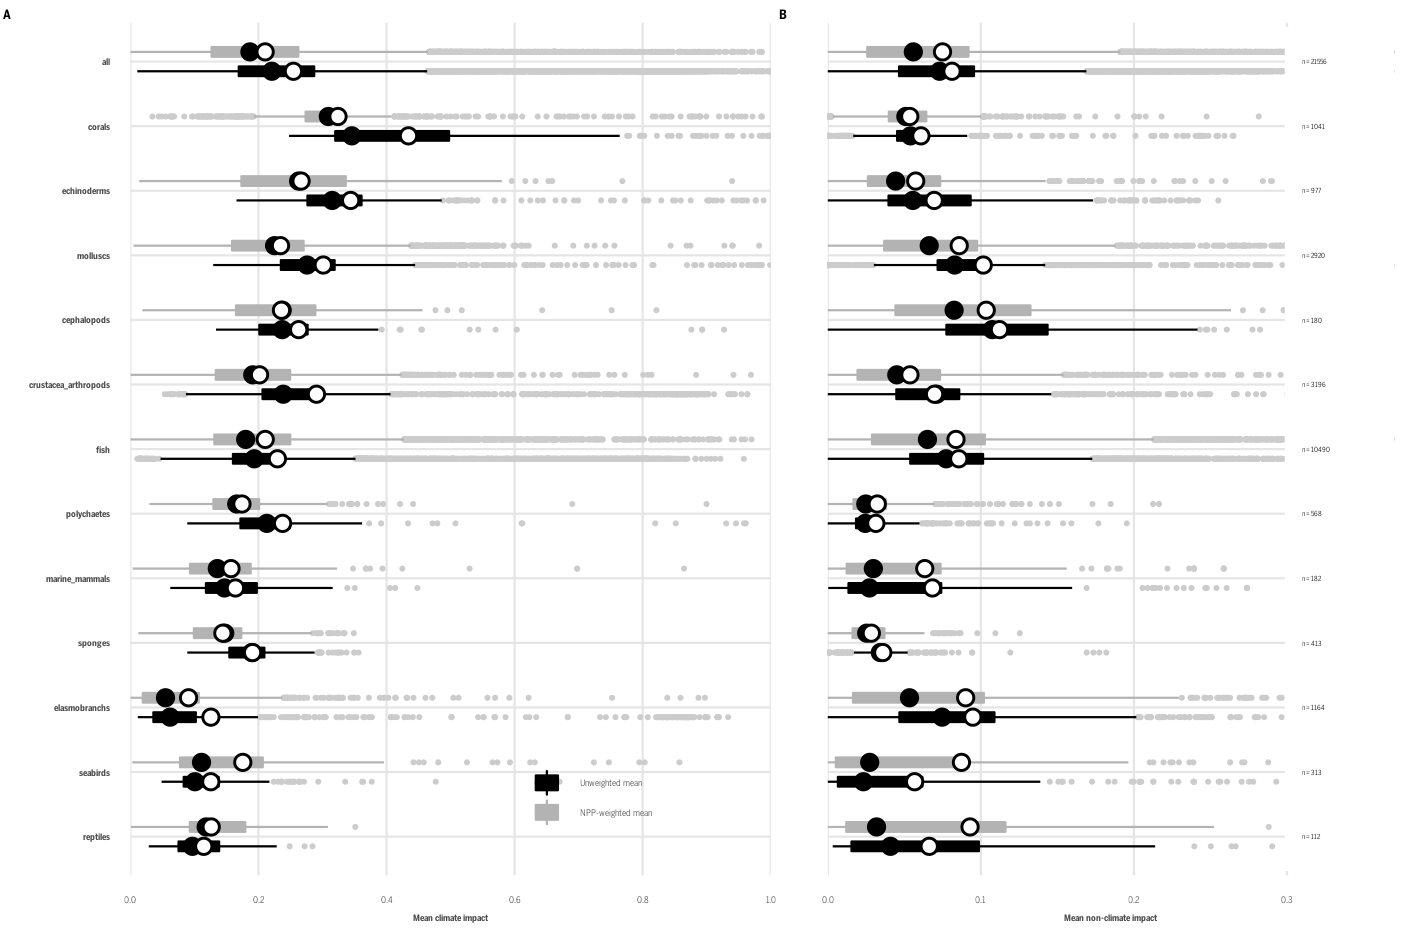 A
B
all
n = 21556
corals
n = 1041
echinoderms
n = 977
molluscs
n = 2920
cephalopods
n = 180
crustacea_arthropods
n = 3196
fish
n = 10490
polychaetes
n = 568
marine_mammals
n = 182
sponges
n = 413
elasmobranchs
n = 1164
seabirds
n = 313
Unweighted mean
NPP-weighted mean
reptiles
n = 112
0.0 0.2 0.4 0.6 0.8 1.0
0.0 0.1 0.2 0.3
Mean climate impact
Mean non-climate impact